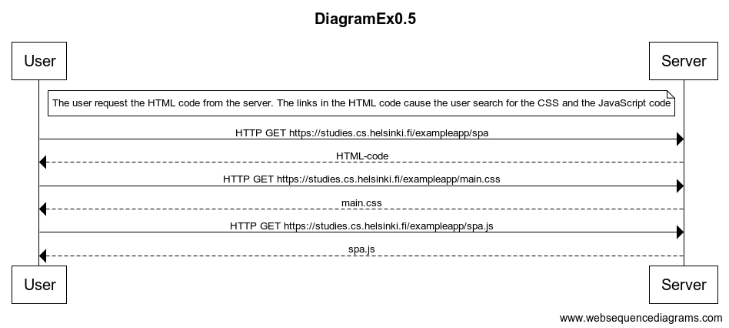 DiagramEx0.5
User Server
The user request the HTML code from the server. The links in the HTML code cause the user search for the CSS and the JavaScript code
HTTP GET https://studies.cs.helsinki.fi/exampleapp/spa
HTML-code
HTTP GET https://studies.cs.helsinki.fi/exampleapp/main.css
main.css
HTTP GET https://studies.cs.helsinki.fi/exampleapp/spa.js
spa.js
User Server
www.websequencediagrams.com